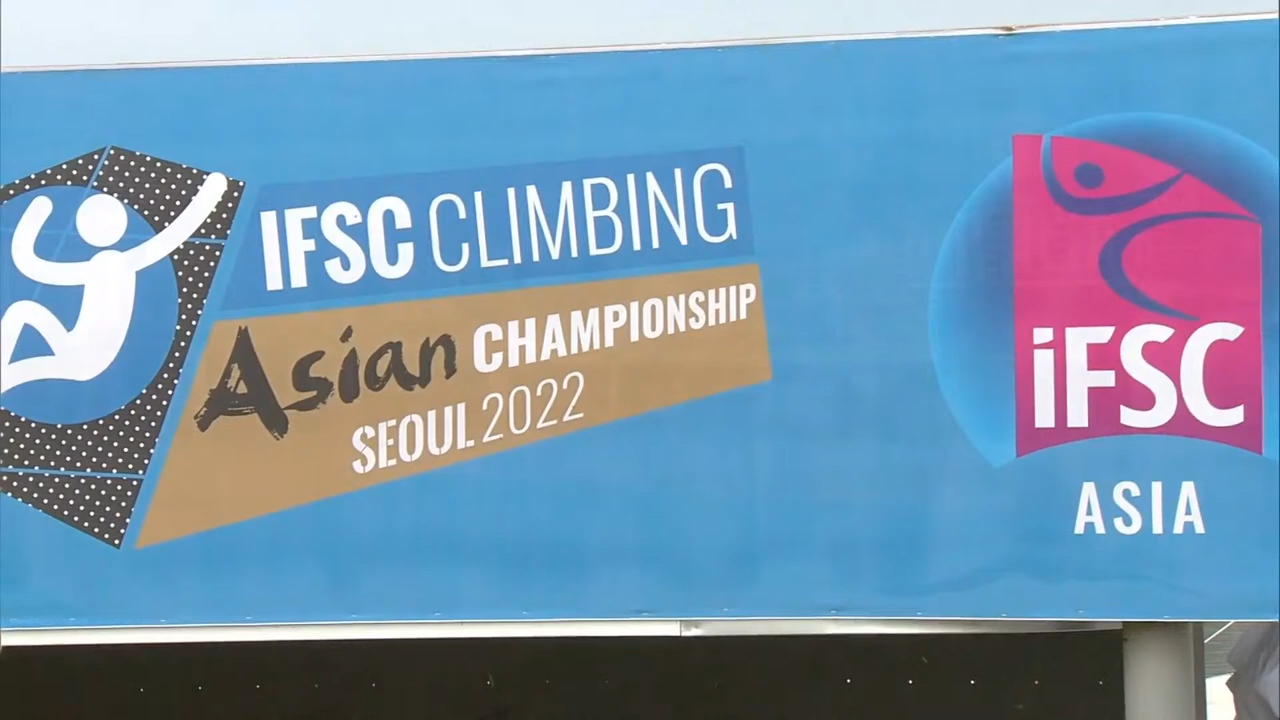 IFSC CLIMBING
Asian CHAMPIONSHIP
SEOUL 2022
iFSC
ASIA